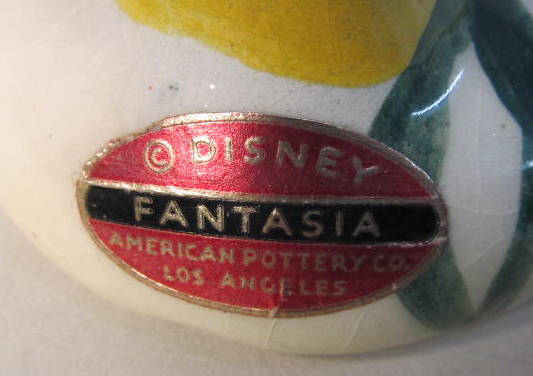 © DISNEY
FANTASIA
AMERICAN POTTERY CO.
LOS ANGELES